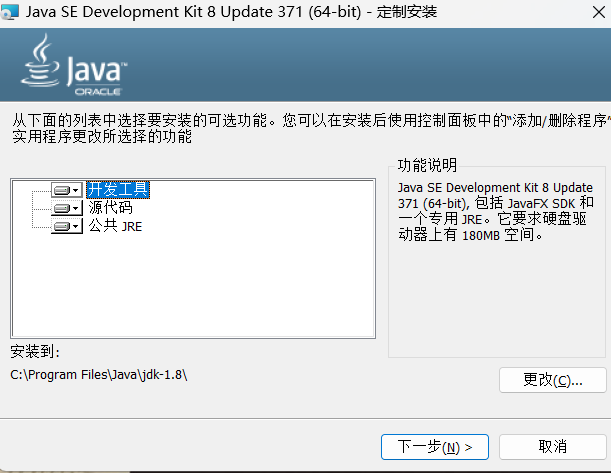 Java SE Development Kit 8 Update 371 (64-bit) - 定制安装
Java™
ORACLE
从下面的列表中选择要安装的可选功能。您可以在安装后使用控制面板中的“添加/删除程序”
实用程序更改所选择的功能
开发工具
源代码
公共 JRE
功能说明
Java SE Development Kit 8 Update
371 (64-bit), 包括 JavaFX SDK 和
一个专用 JRE。它要求硬盘驱
动器上有 180MB 空间。
安装到:
C:\Program Files\Java\jdk-1.8\
更改(C)...
下一步(N) >
取消